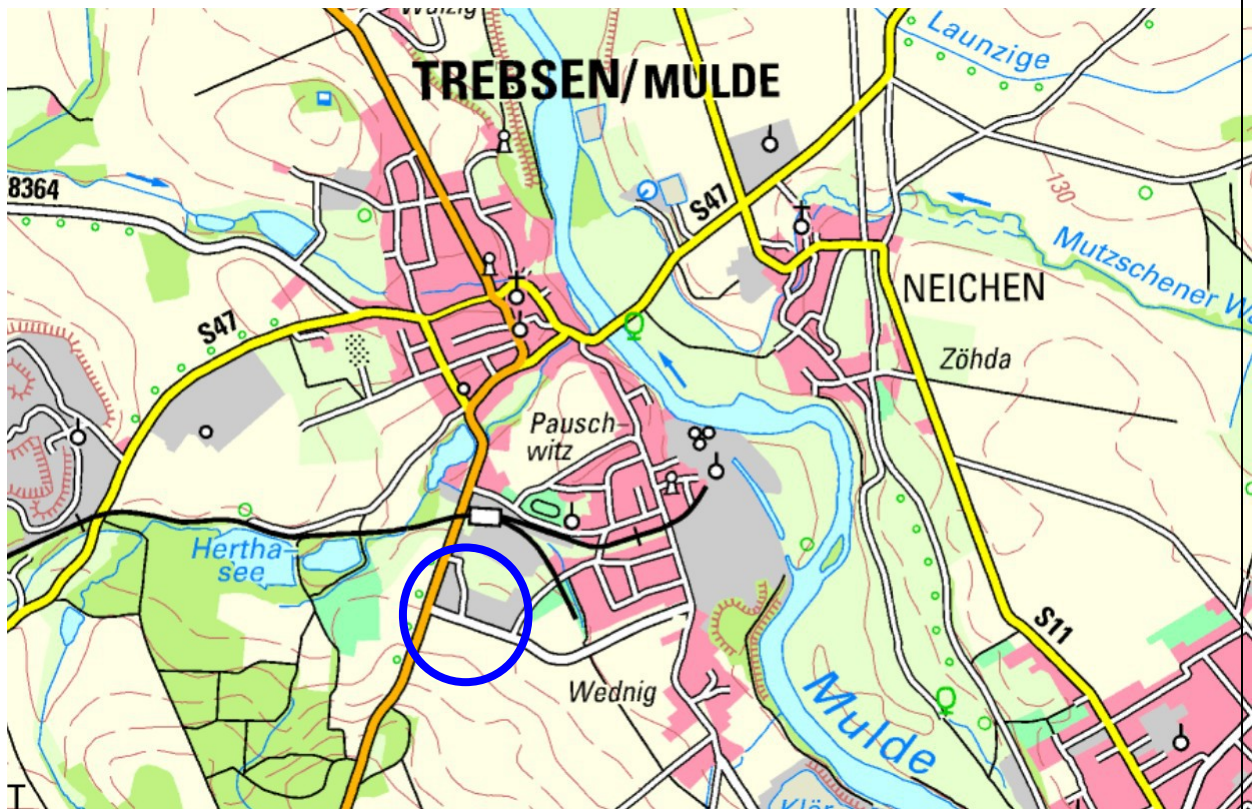 TREBSEN/MULDE
Launzige
8364
S47
130
Mutzschener
NEICHEN
S47
Zöhda
Pausch-
witz
Hertha-
see
S11
Wednig
Mulde
T